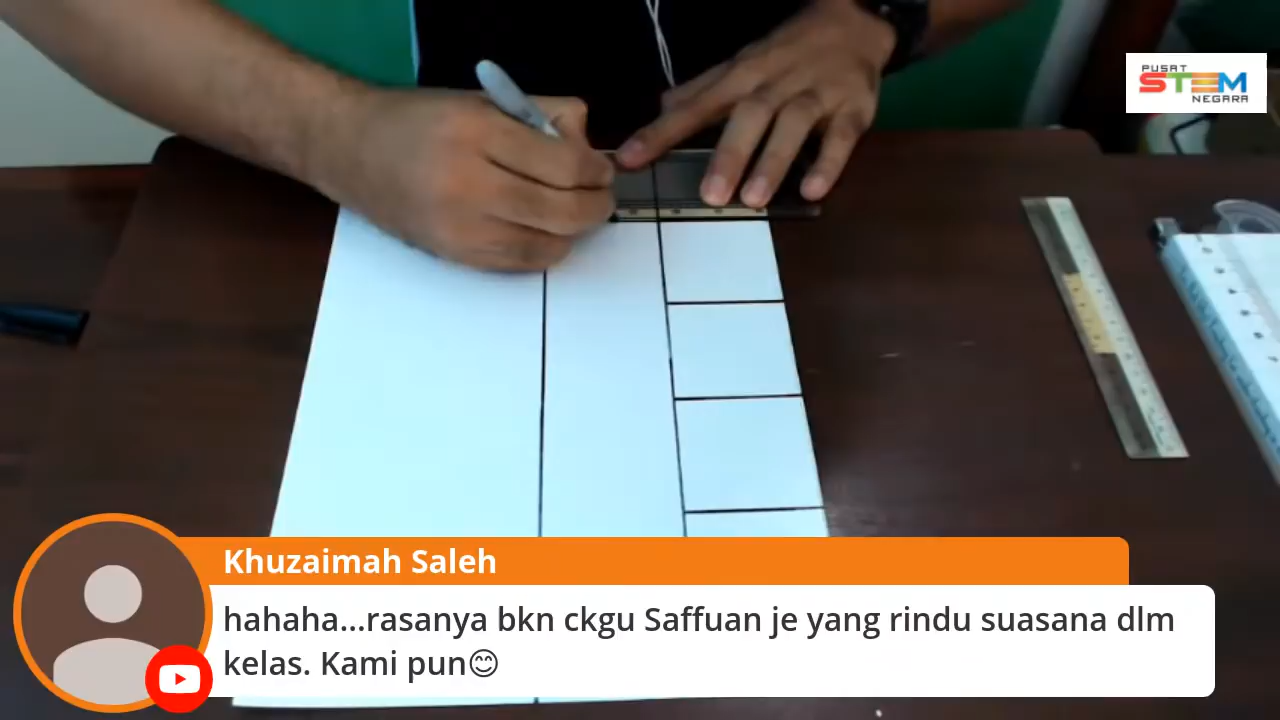 PUSAT
STEM
NEGARA
Khuzaimah Saleh
hahaha...rasanya bkn ckgu Saffuan je yang rindu suasana dlm
kelas. Kami pun😊